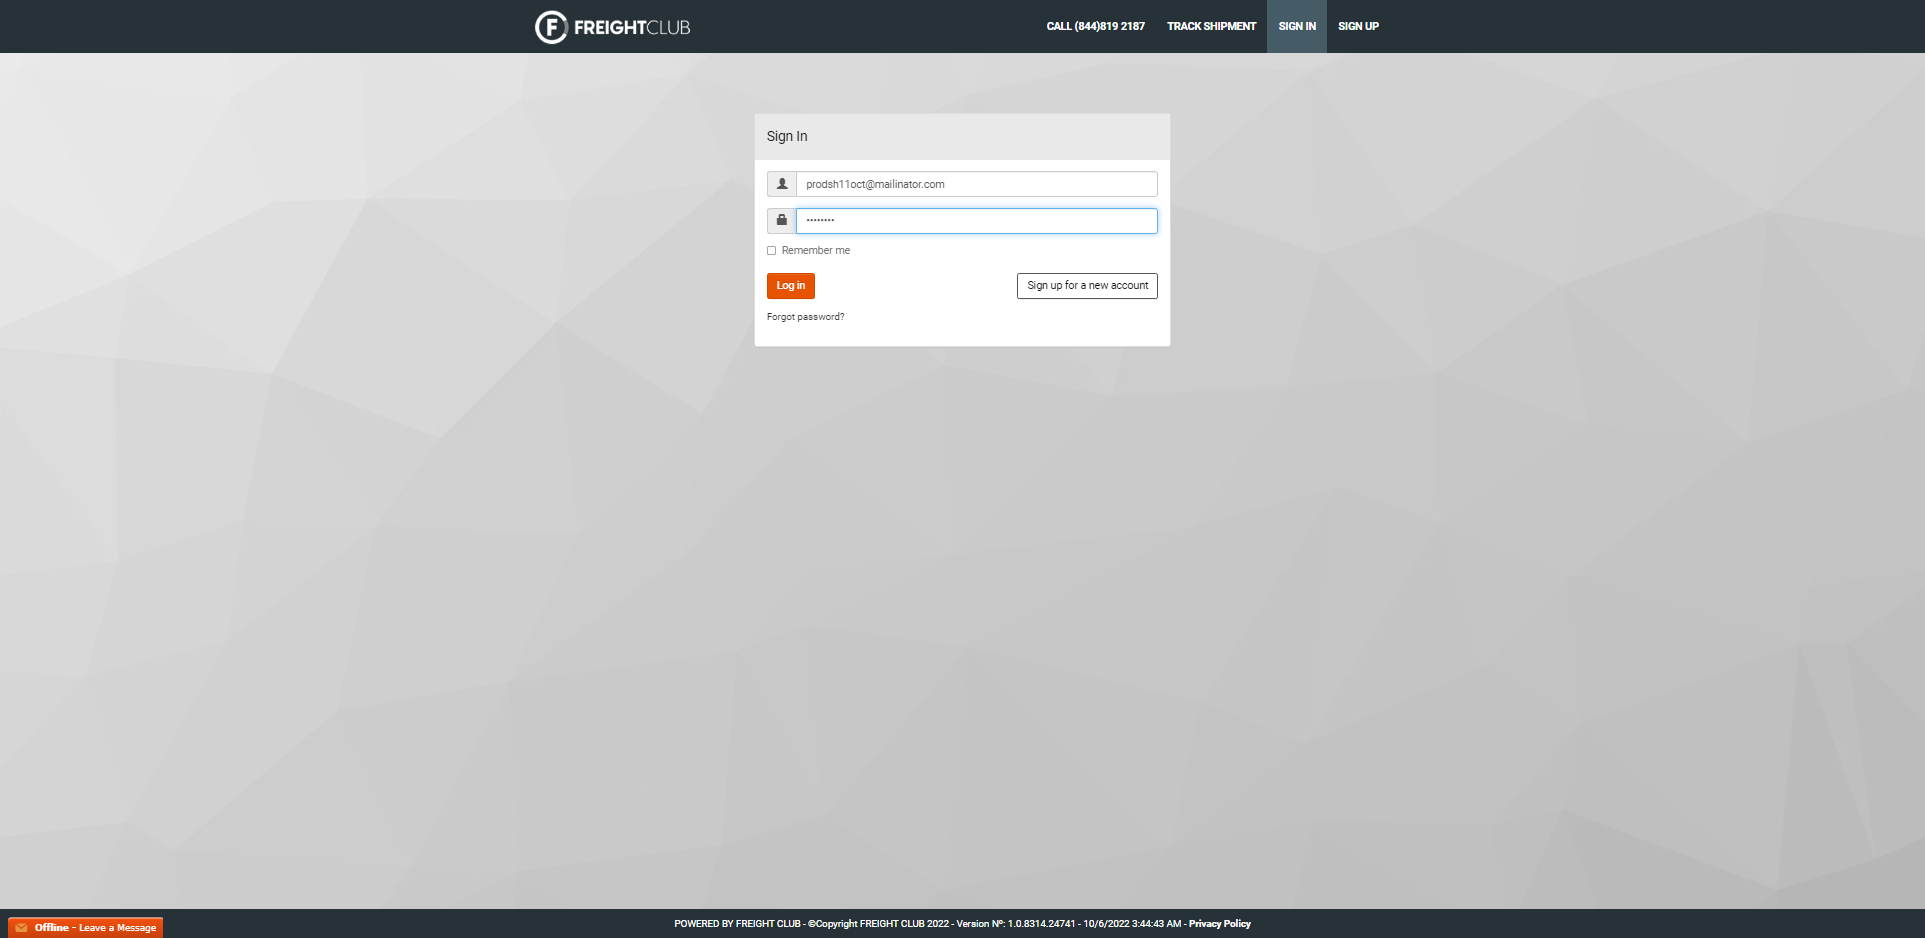 F FREIGHTCLUB
CALL (844)819 2187 TRACK SHIPMENT SIGN IN SIGN UP
Sign In
prodsh11oct@mailinator.com
••••••••
Remember me
Log in Sign up for a new account
Forgot password?
Offline - Leave a Message
POWERED BY FREIGHT CLUB - ©Copyright FREIGHT CLUB 2022 - Version Nº: 1.0.8314.24741 - 10/6/2022 3:44:43 AM - Privacy Policy